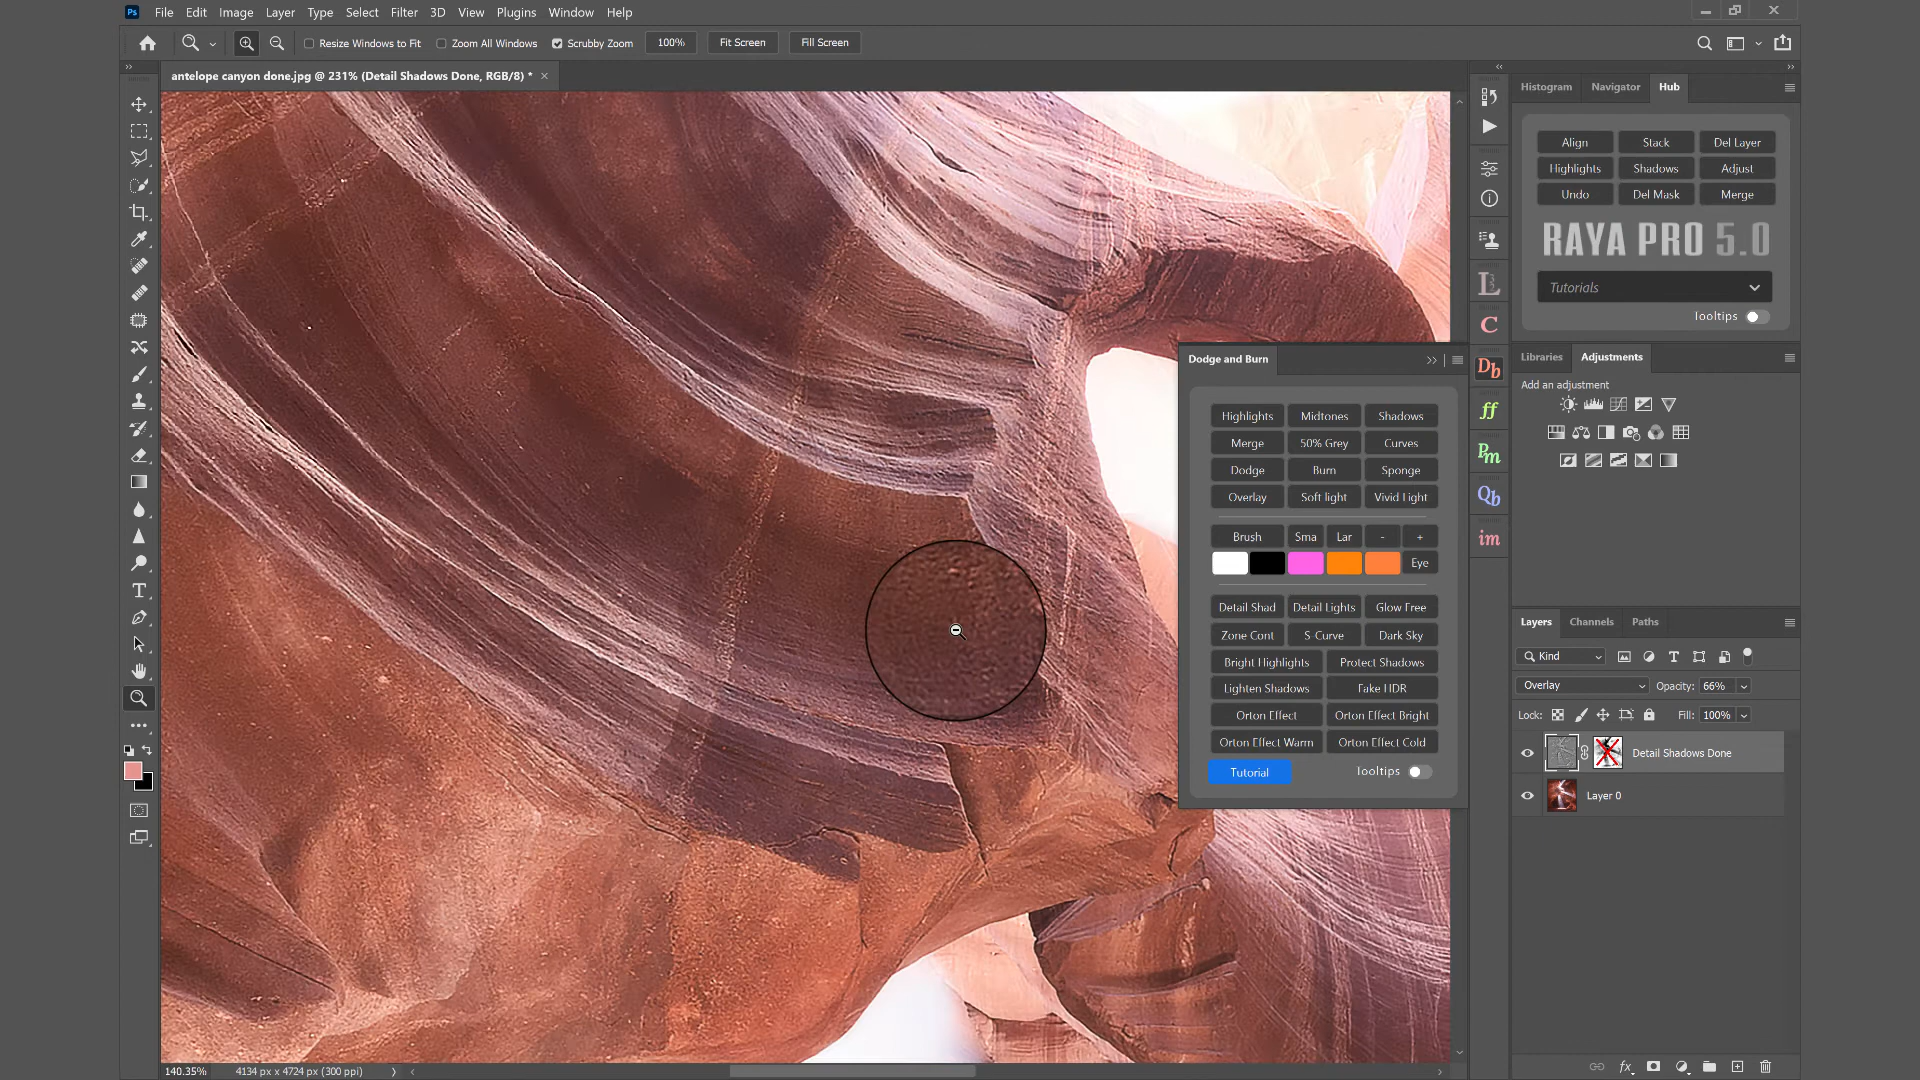 Ps File Edit Image Layer Type Select Filter 3D View Plugins Window Help
Resize Windows to Fit Zoom All Windows Scrubby Zoom 100% Fit Screen Fill Screen
antelope canyon done.jpg @ 231% (Detail Shadows Done, RGB/8) *
Histogram Navigator Hub
Align Stack Del Layer
Highlights Shadows Adjust
Undo Del Mask Merge
RAYA PRO 5.0
Tutorials
Tooltips
L
C
Db
ff
Pm
Qb
im
Libraries Adjustments
Add an adjustment
Dodge and Burn
Highlights Midtones Shadows
Merge 50% Grey Curves
Dodge Burn Sponge
Overlay Soft light Vivid Light
Brush Sma Lar - +
Eye
Detail Shad Detail Lights Glow Free
Zone Cont S-Curve Dark Sky
Bright Highlights Protect Shadows
Lighten Shadows Fake HDR
Orton Effect Orton Effect Bright
Orton Effect Warm Orton Effect Cold
Tutorial Tooltips
Layers Channels Paths
Kind
Overlay Opacity: 66%
Lock: Fill: 100%
Detail Shadows Done
Layer 0
fx
140.35% 4134 px x 4724 px (300 ppi)